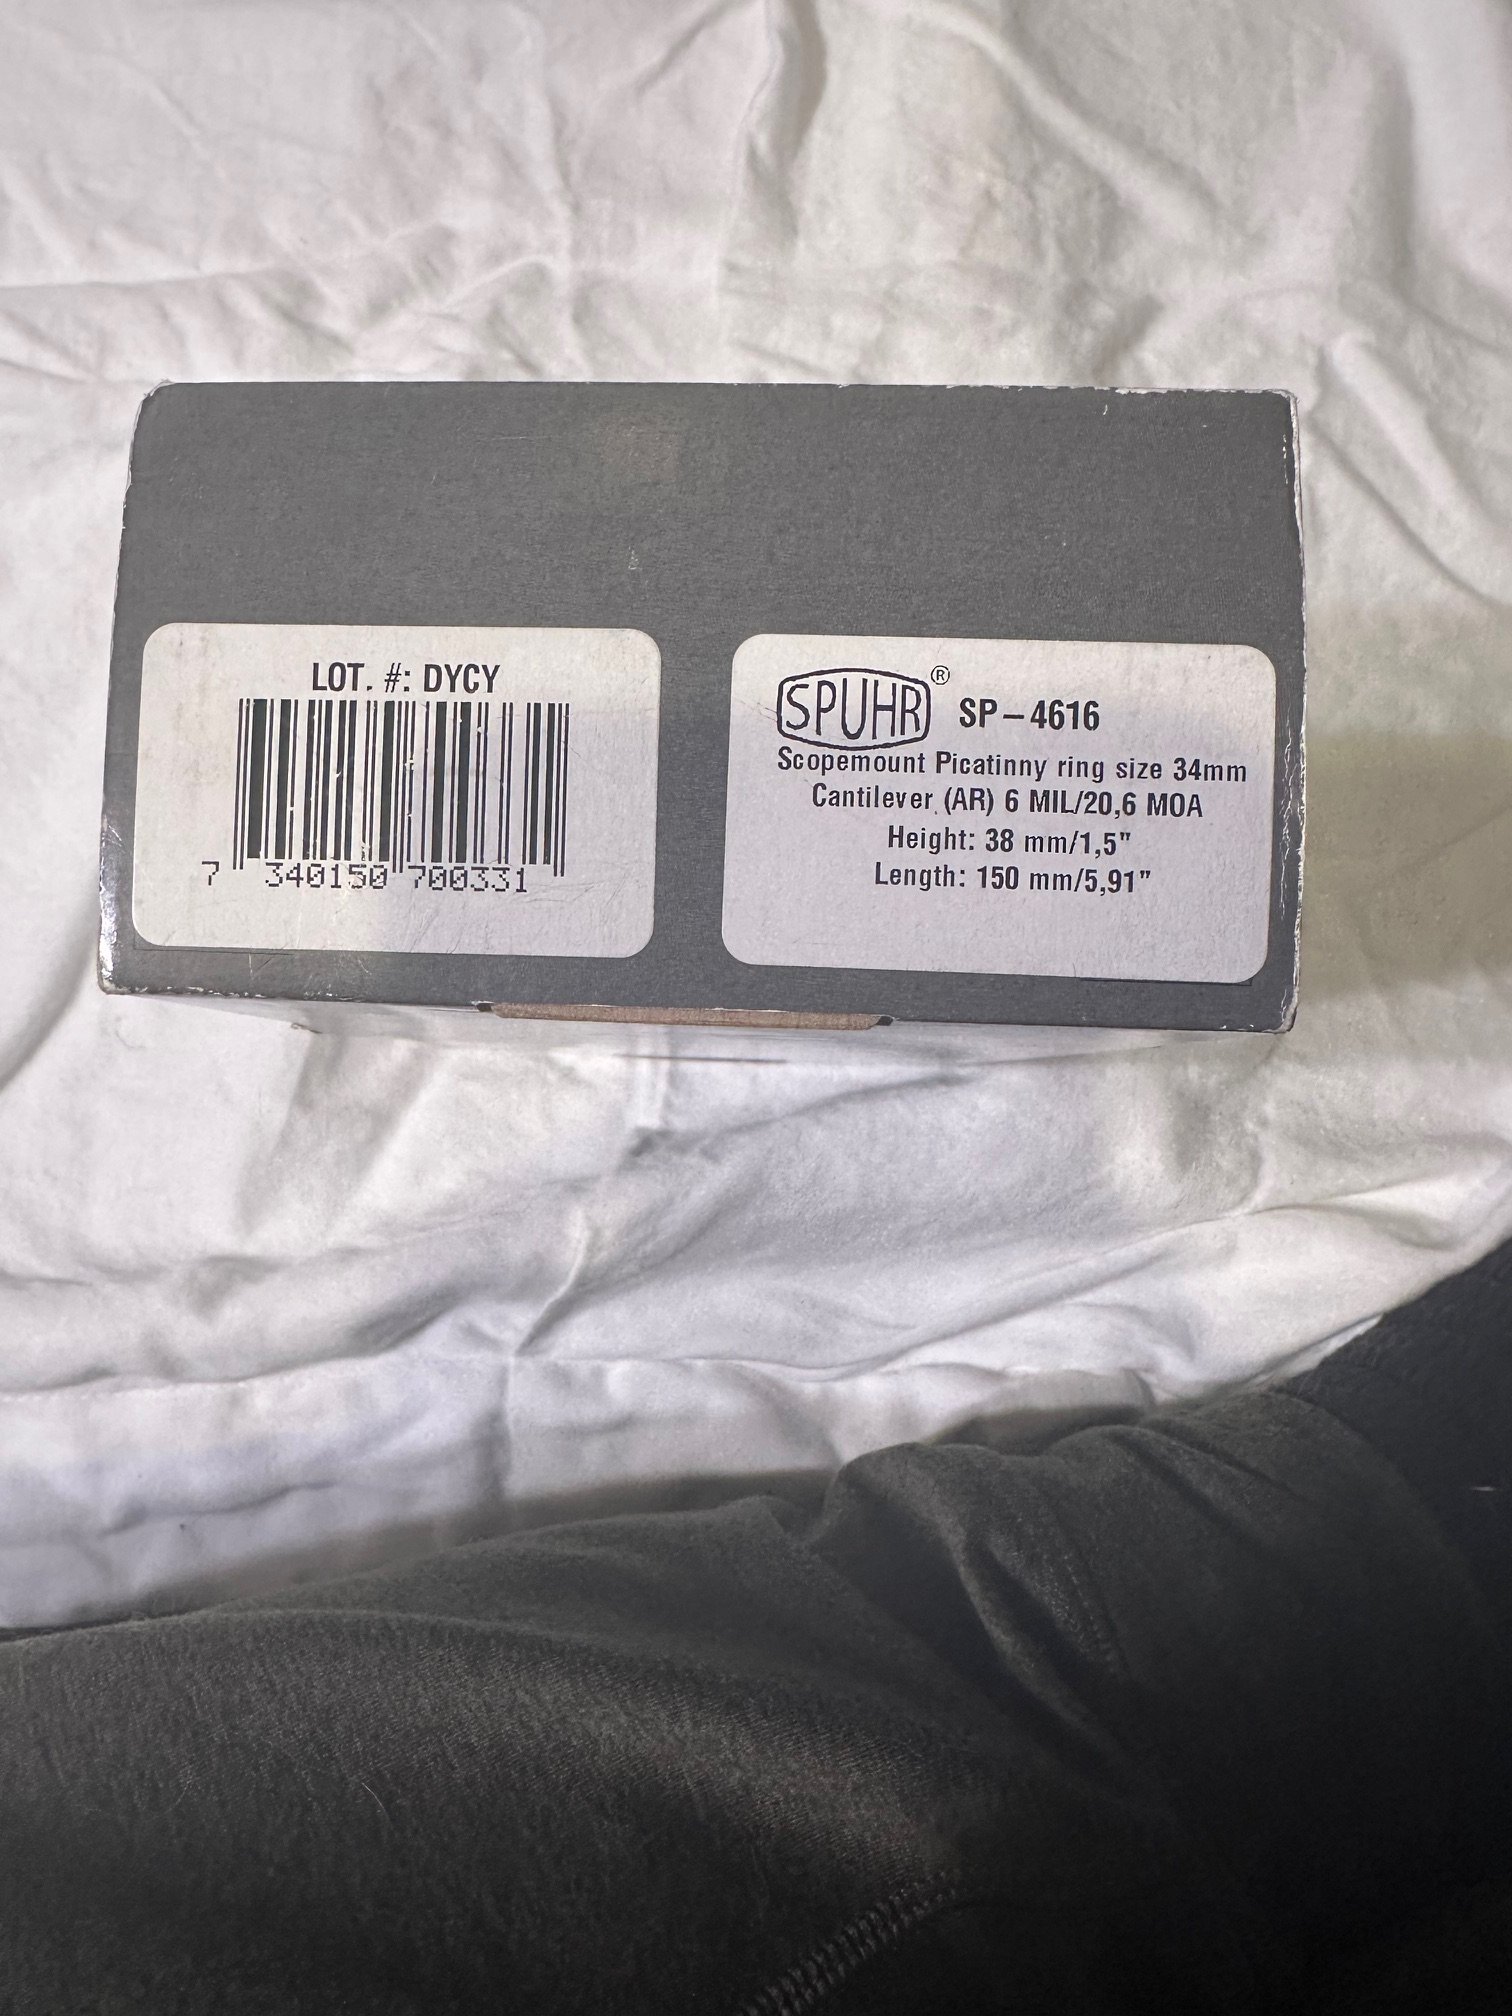 LOT. #: DYCY
7 340150 700331
SPUHR® SP-4616
Scopemount Picatinny ring size 34mm
Cantilever (AR) 6 MIL/20,6 MOA
Height: 38 mm/1,5"
Length: 150 mm/5,91"